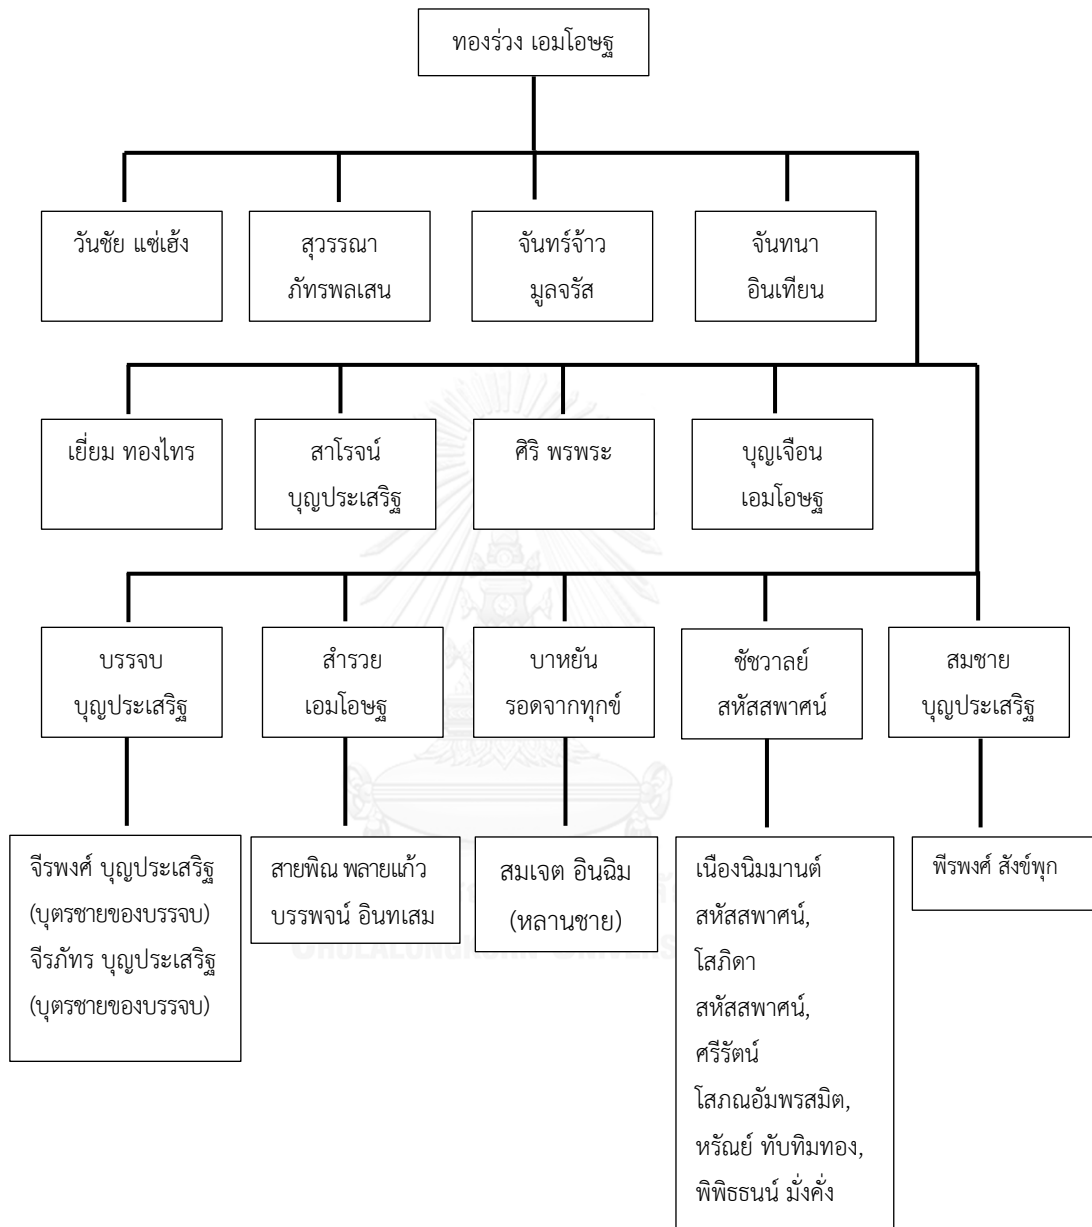 ทองร่วง เอมโอษฐ
วันชัย แซ่เฮ้ง
สุวรรณา
ภัทรพลเสน
จันทร์จ้าว
มูลจรัส
จันทนา
อินเทียน
เยี่ยม ทองไทร
สาโรจน์
บุญประเสริฐ
ศิริ พรพระ
บุญเจือน
เอมโอษฐ
บรรจบ
บุญประเสริฐ
สำรวย
เอมโอษฐ
บาหยัน
รอดจากทุกข์
ชัชวาลย์
สหัสสพาศน์
สมชาย
บุญประเสริฐ
จีรพงศ์ บุญประเสริฐ
(บุตรชายของบรรจบ)
จีรภัทร บุญประเสริฐ
(บุตรชายของบรรจบ)
สายพิณ พลายแก้ว
บรรพจน์ อินทเสม
สมเจต อินฉิม
(หลานชาย)
เนืองนิมมานต์
สหัสสพาศน์,
โสภิดา
สหัสสพาศน์,
ศรีรัตน์
โสภณอัมพรสมิต,
หรัณย์ ทับทิมทอง,
พิพิธธนน์ มั่งคั่ง
พีรพงศ์ สังข์พุก
CHULALONGKORN UNIVERS